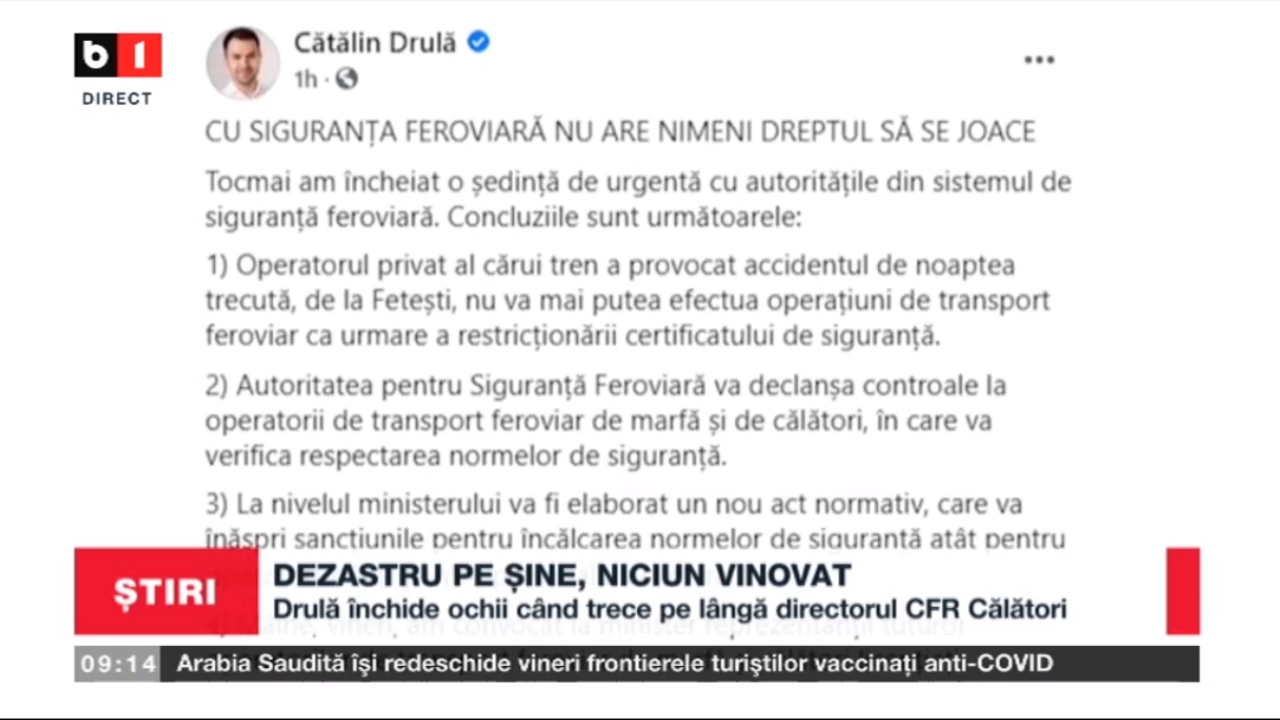 b1
DIRECT
Cătălin Drulă
1h
CU SIGURANȚA FEROVIARĂ NU ARE NIMENI DREPTUL SĂ SE JOACE
Tocmai am încheiat o ședință de urgentă cu autoritățile din sistemul de
siguranță feroviară. Concluziile sunt următoarele:
1) Operatorul privat al cărui tren a provocat accidentul de noaptea
trecută, de la Fetești, nu va mai putea efectua operațiuni de transport
feroviar ca urmare a restricționării certificatului de siguranță.
2) Autoritatea pentru Siguranță Feroviară va declanșa controale la
operatorii de transport feroviar de marfă și de călători, în care va
verifica respectarea normelor de siguranță.
3) La nivelul ministerului va fi elaborat un nou act normativ, care va
înăspri sancțiunile pentru încălcarea normelor de siguranță atât pentru
ȘTIRI
DEZASTRU PE ȘINE, NICIUN VINOVAT
Drulă închide ochii când trece pe lângă directorul CFR Călători
09:14 Arabia Saudită își redeschide vineri frontierele turiștilor vaccinați anti-COVID